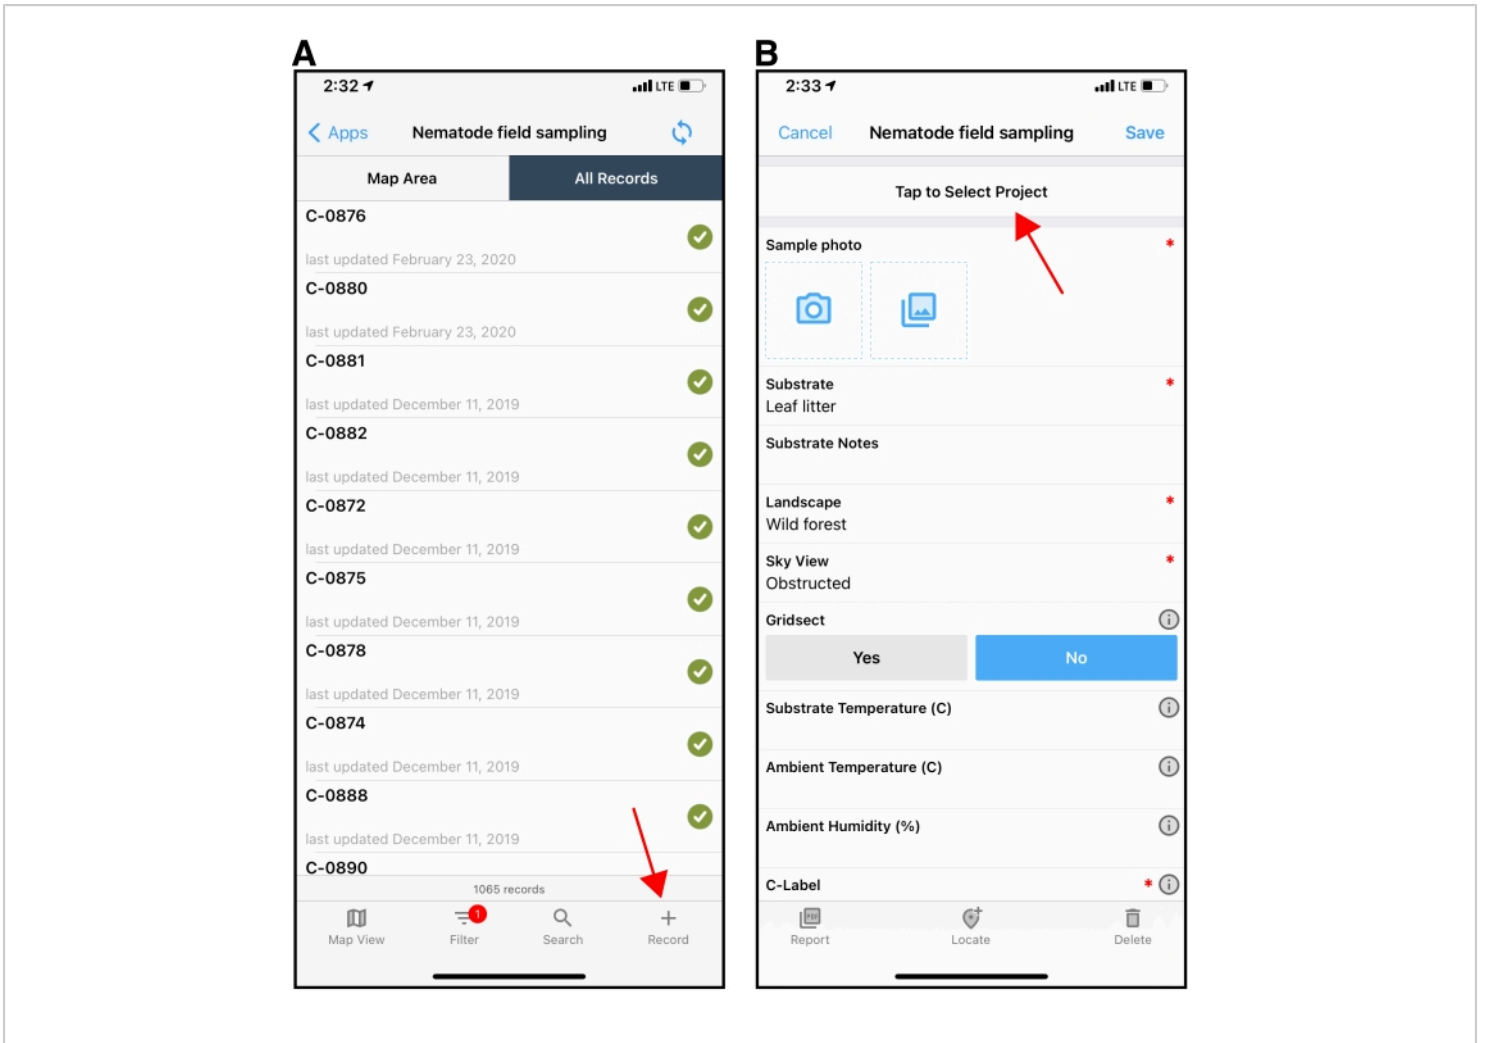 A
2:32
LTE
Apps
Nematode field sampling
Map Area
All Records
C-0876
last updated February 23, 2020
C-0880
last updated February 23, 2020
C-0881
last updated December 11, 2019
C-0882
last updated December 11, 2019
C-0872
last updated December 11, 2019
C-0875
last updated December 11, 2019
C-0878
last updated December 11, 2019
C-0874
last updated December 11, 2019
C-0888
last updated December 11, 2019
C-0890
1065 records
Map View
1
Filter
Search
Record
B
2:33
LTE
Cancel
Nematode field sampling
Save
Tap to Select Project
Sample photo *
Substrate *
Leaf litter
Substrate Notes
Landscape *
Wild forest
Sky View *
Obstructed
Gridsect
Yes
No
Substrate Temperature (C)
Ambient Temperature (C)
Ambient Humidity (%)
C-Label *
PDF
Report
Locate
Delete